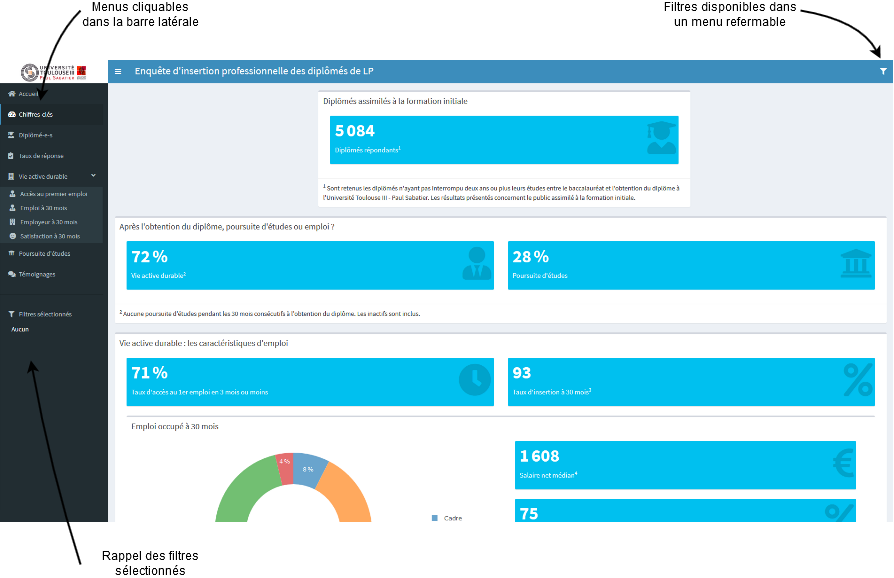 Menus cliquables
dans la barre latérale
Filtres disponibles dans
un menu refermable
UNIVERSITÉ
TOULOUSE III
PAUL SABATIER
Enquête d'insertion professionnelle des diplômés de LP
Accueil
Chiffres clés
Diplômé-e-s
Taux de réponse
Vie active durable
Accès au premier emploi
Emploi à 30 mois
Employeur à 30 mois
Satisfaction à 30 mois
Poursuite d'études
Témoignages
Filtres sélectionnés
Aucun
Diplômés assimilés à la formation initiale
5 084
Diplômés répondants¹
¹ Sont retenus les diplômés n'ayant pas interrompu deux ans ou plus leurs études entre le baccalauréat et l'obtention du diplôme à
l'Université Toulouse III - Paul Sabatier. Les résultats présentés concernent le public assimilé à la formation initiale.
Après l'obtention du diplôme, poursuite d'études ou emploi ?
72 %
Vie active durable²
28 %
Poursuite d'études
² Aucune poursuite d'études pendant les 30 mois consécutifs à l'obtention du diplôme. Les inactifs sont inclus.
Vie active durable : les caractéristiques d'emploi
71 %
Taux d'accès au 1er emploi en 3 mois ou moins
93
Taux d'insertion à 30 mois³
Emploi occupé à 30 mois
4 %
8 %
Cadre
1 608
Salaire net médian⁴
75
Rappel des filtres
sélectionnés